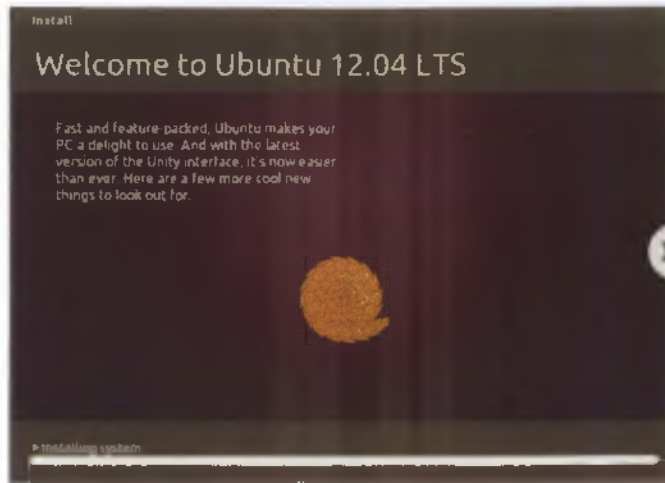 Install
Welcome to Ubuntu 12.04 LTS
Fast and feature-packed, Ubuntu makes your
PC a delight to use. And with the latest
version of the Unity interface, it's now easier
than ever. Here are a few more cool new
things to look out for.
Installing system